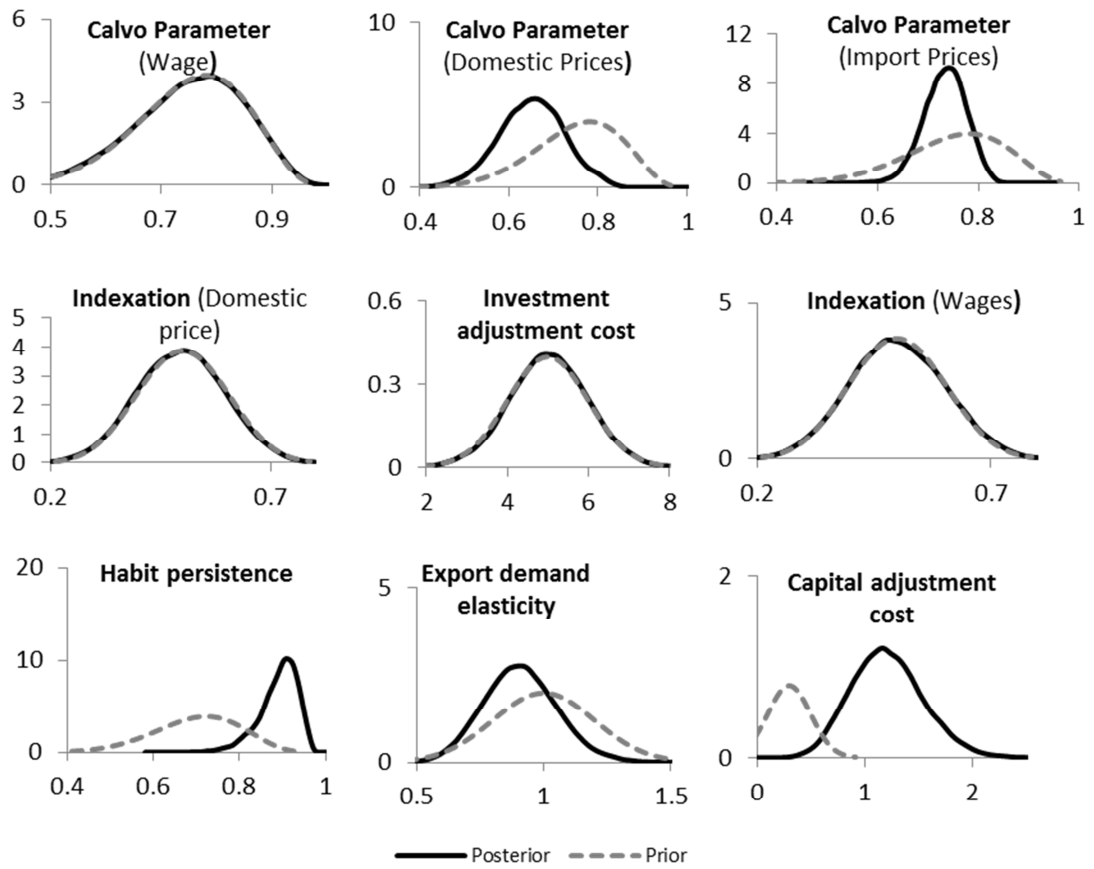 Calvo Parameter
(Wage)
6
3
0
0.5 0.7 0.9
Calvo Parameter
(Domestic Prices)
10
5
0
0.4 0.6 0.8 1
Calvo Parameter
(Import Prices)
12
8
4
0
0.4 0.6 0.8 1
Indexation (Domestic
price)
5
4
3
2
1
0
0.2 0.7
Investment
adjustment cost
0.6
0.3
0
2 4 6 8
Indexation (Wages)
5
0
0.2 0.7
Habit persistence
20
10
0
0.4 0.6 0.8 1
Export demand
elasticity
5
0
0.5 1 1.5
Capital adjustment
cost
2
0
0 1 2
Posterior Prior